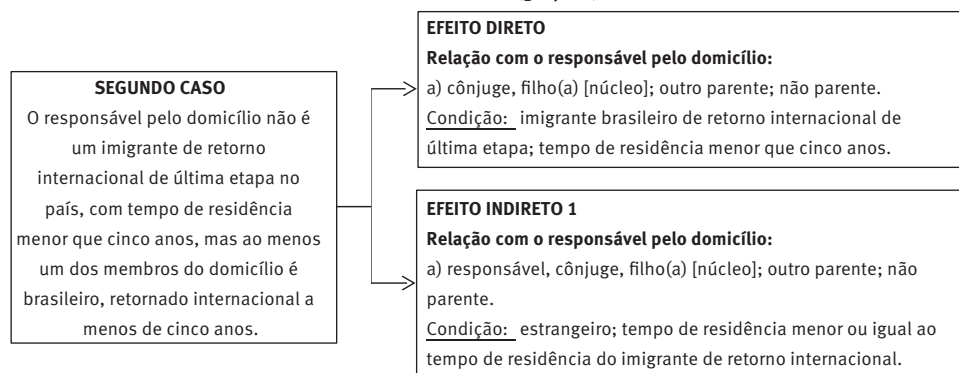 SEGUNDO CASO
O responsável pelo domicílio não é
um imigrante de retorno
internacional de última etapa no
país, com tempo de residência
menor que cinco anos, mas ao menos
um dos membros do domicílio é
brasileiro, retornado internacional a
menos de cinco anos.
EFEITO DIRETO
Relação com o responsável pelo domicílio:
a) cônjuge, filho(a) [núcleo]; outro parente; não parente.
Condição: imigrante brasileiro de retorno internacional de
última etapa; tempo de residência menor que cinco anos.
EFEITO INDIRETO 1
Relação com o responsável pelo domicílio:
a) responsável, cônjuge, filho(a) [núcleo]; outro parente; não
parente.
Condição: estrangeiro; tempo de residência menor ou igual ao
tempo de residência do imigrante de retorno internacional.